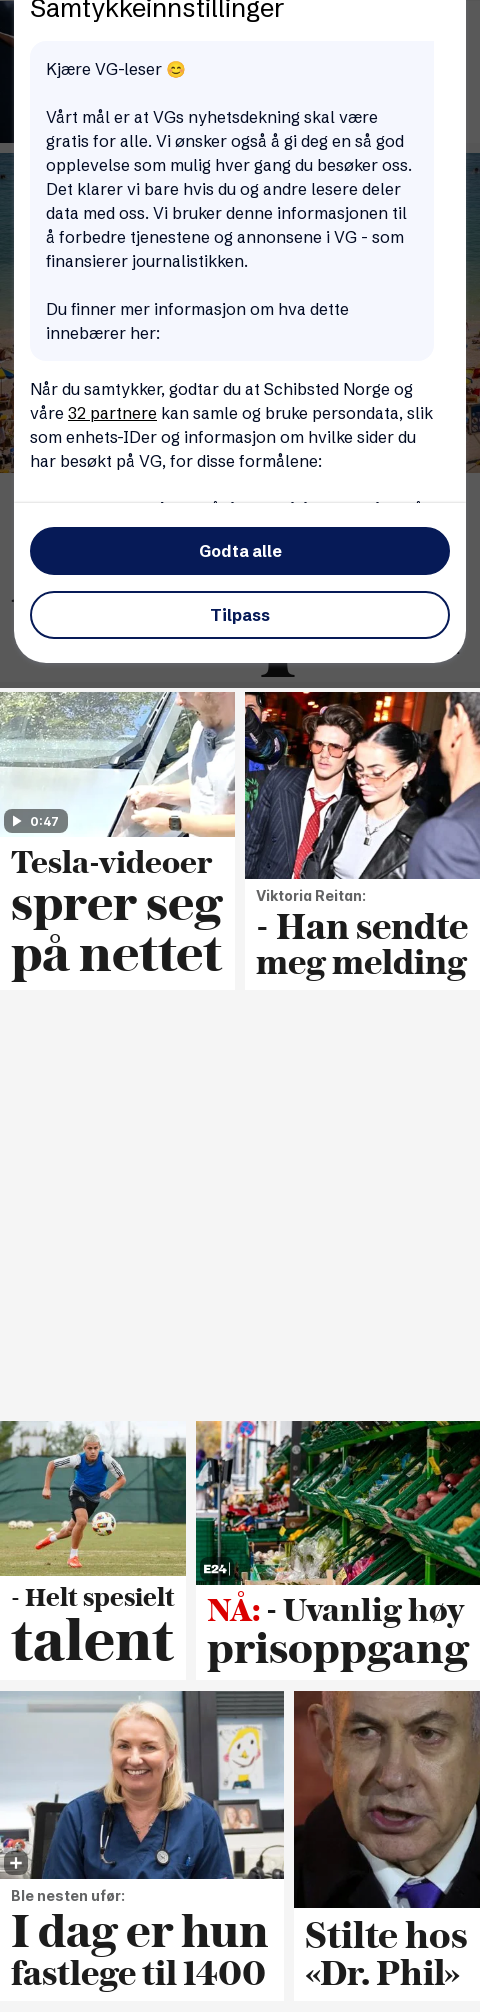 Samtykkeinnstillinger
Kjære VG-leser 😊
Vårt mål er at VGs nyhetsdekning skal være
gratis for alle. Vi ønsker også å gi deg en så god
opplevelse som mulig hver gang du besøker oss.
Det klarer vi bare hvis du og andre lesere deler
data med oss. Vi bruker denne informasjonen til
å forbedre tjenestene og annonsene i VG - som
finansierer journalistikken.
Du finner mer informasjon om hva dette
innebærer her:
Når du samtykker, godtar du at Schibsted Norge og
våre 32 partnere kan samle og bruke persondata, slik
som enhets-IDer og informasjon om hvilke sider du
har besøkt på VG, for disse formålene:
Godta alle
Tilpass
0:47
Tesla-videoer
sprer seg
på nettet
Viktoria Reitan:
- Han sendte
meg melding
- Helt spesielt
talent
E24
NÅ: - Uvanlig høy
prisoppgang
Ble nesten ufør:
I dag er hun
fastlege til 1400
Stilte hos
«Dr. Phil»